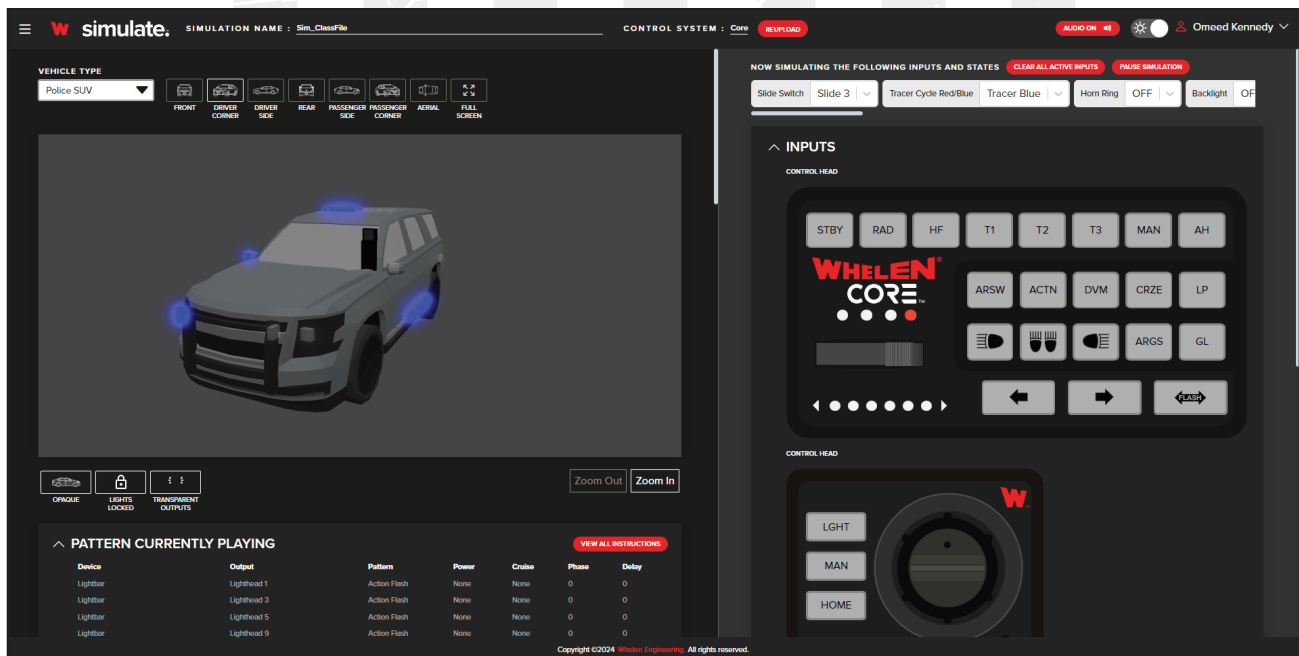 W simulate. SIMULATION NAME : Sim_ClassFile CONTROL SYSTEM : Core REUPLOAD AUDIO ON Omeed Kennedy
VEHICLE TYPE
Police SUV
FRONT
DRIVER CORNER
DRIVER SIDE
REAR
PASSENGER SIDE
PASSENGER CORNER
AERIAL
FULL SCREEN
OPAQUE
LIGHTS LOCKED
TRANSPARENT OUTPUTS
Zoom Out Zoom In
PATTERN CURRENTLY PLAYING VIEW ALL INSTRUCTIONS
Device Output Pattern Power Cruise Phase Delay
Lightbar Lighthead 1 Action Flash None None 0 0
Lightbar Lighthead 3 Action Flash None None 0 0
Lightbar Lighthead 5 Action Flash None None 0 0
Lightbar Lighthead 9 Action Flash None None 0 0
NOW SIMULATING THE FOLLOWING INPUTS AND STATES CLEAR ALL ACTIVE INPUTS PAUSE SIMULATION
Slide Switch Slide 3 Tracer Cycle Red/Blue Tracer Blue Horn Ring OFF Backlight OF
INPUTS
CONTROL HEAD
STBY RAD HF T1 T2 T3 MAN AH
WHELEN®
CORE™
ARSW ACTN DVM CRZE LP
ARGS GL
FLASH
CONTROL HEAD
W
LGHT
MAN
HOME
Copyright ©2024 Whelen Engineering. All rights reserved.